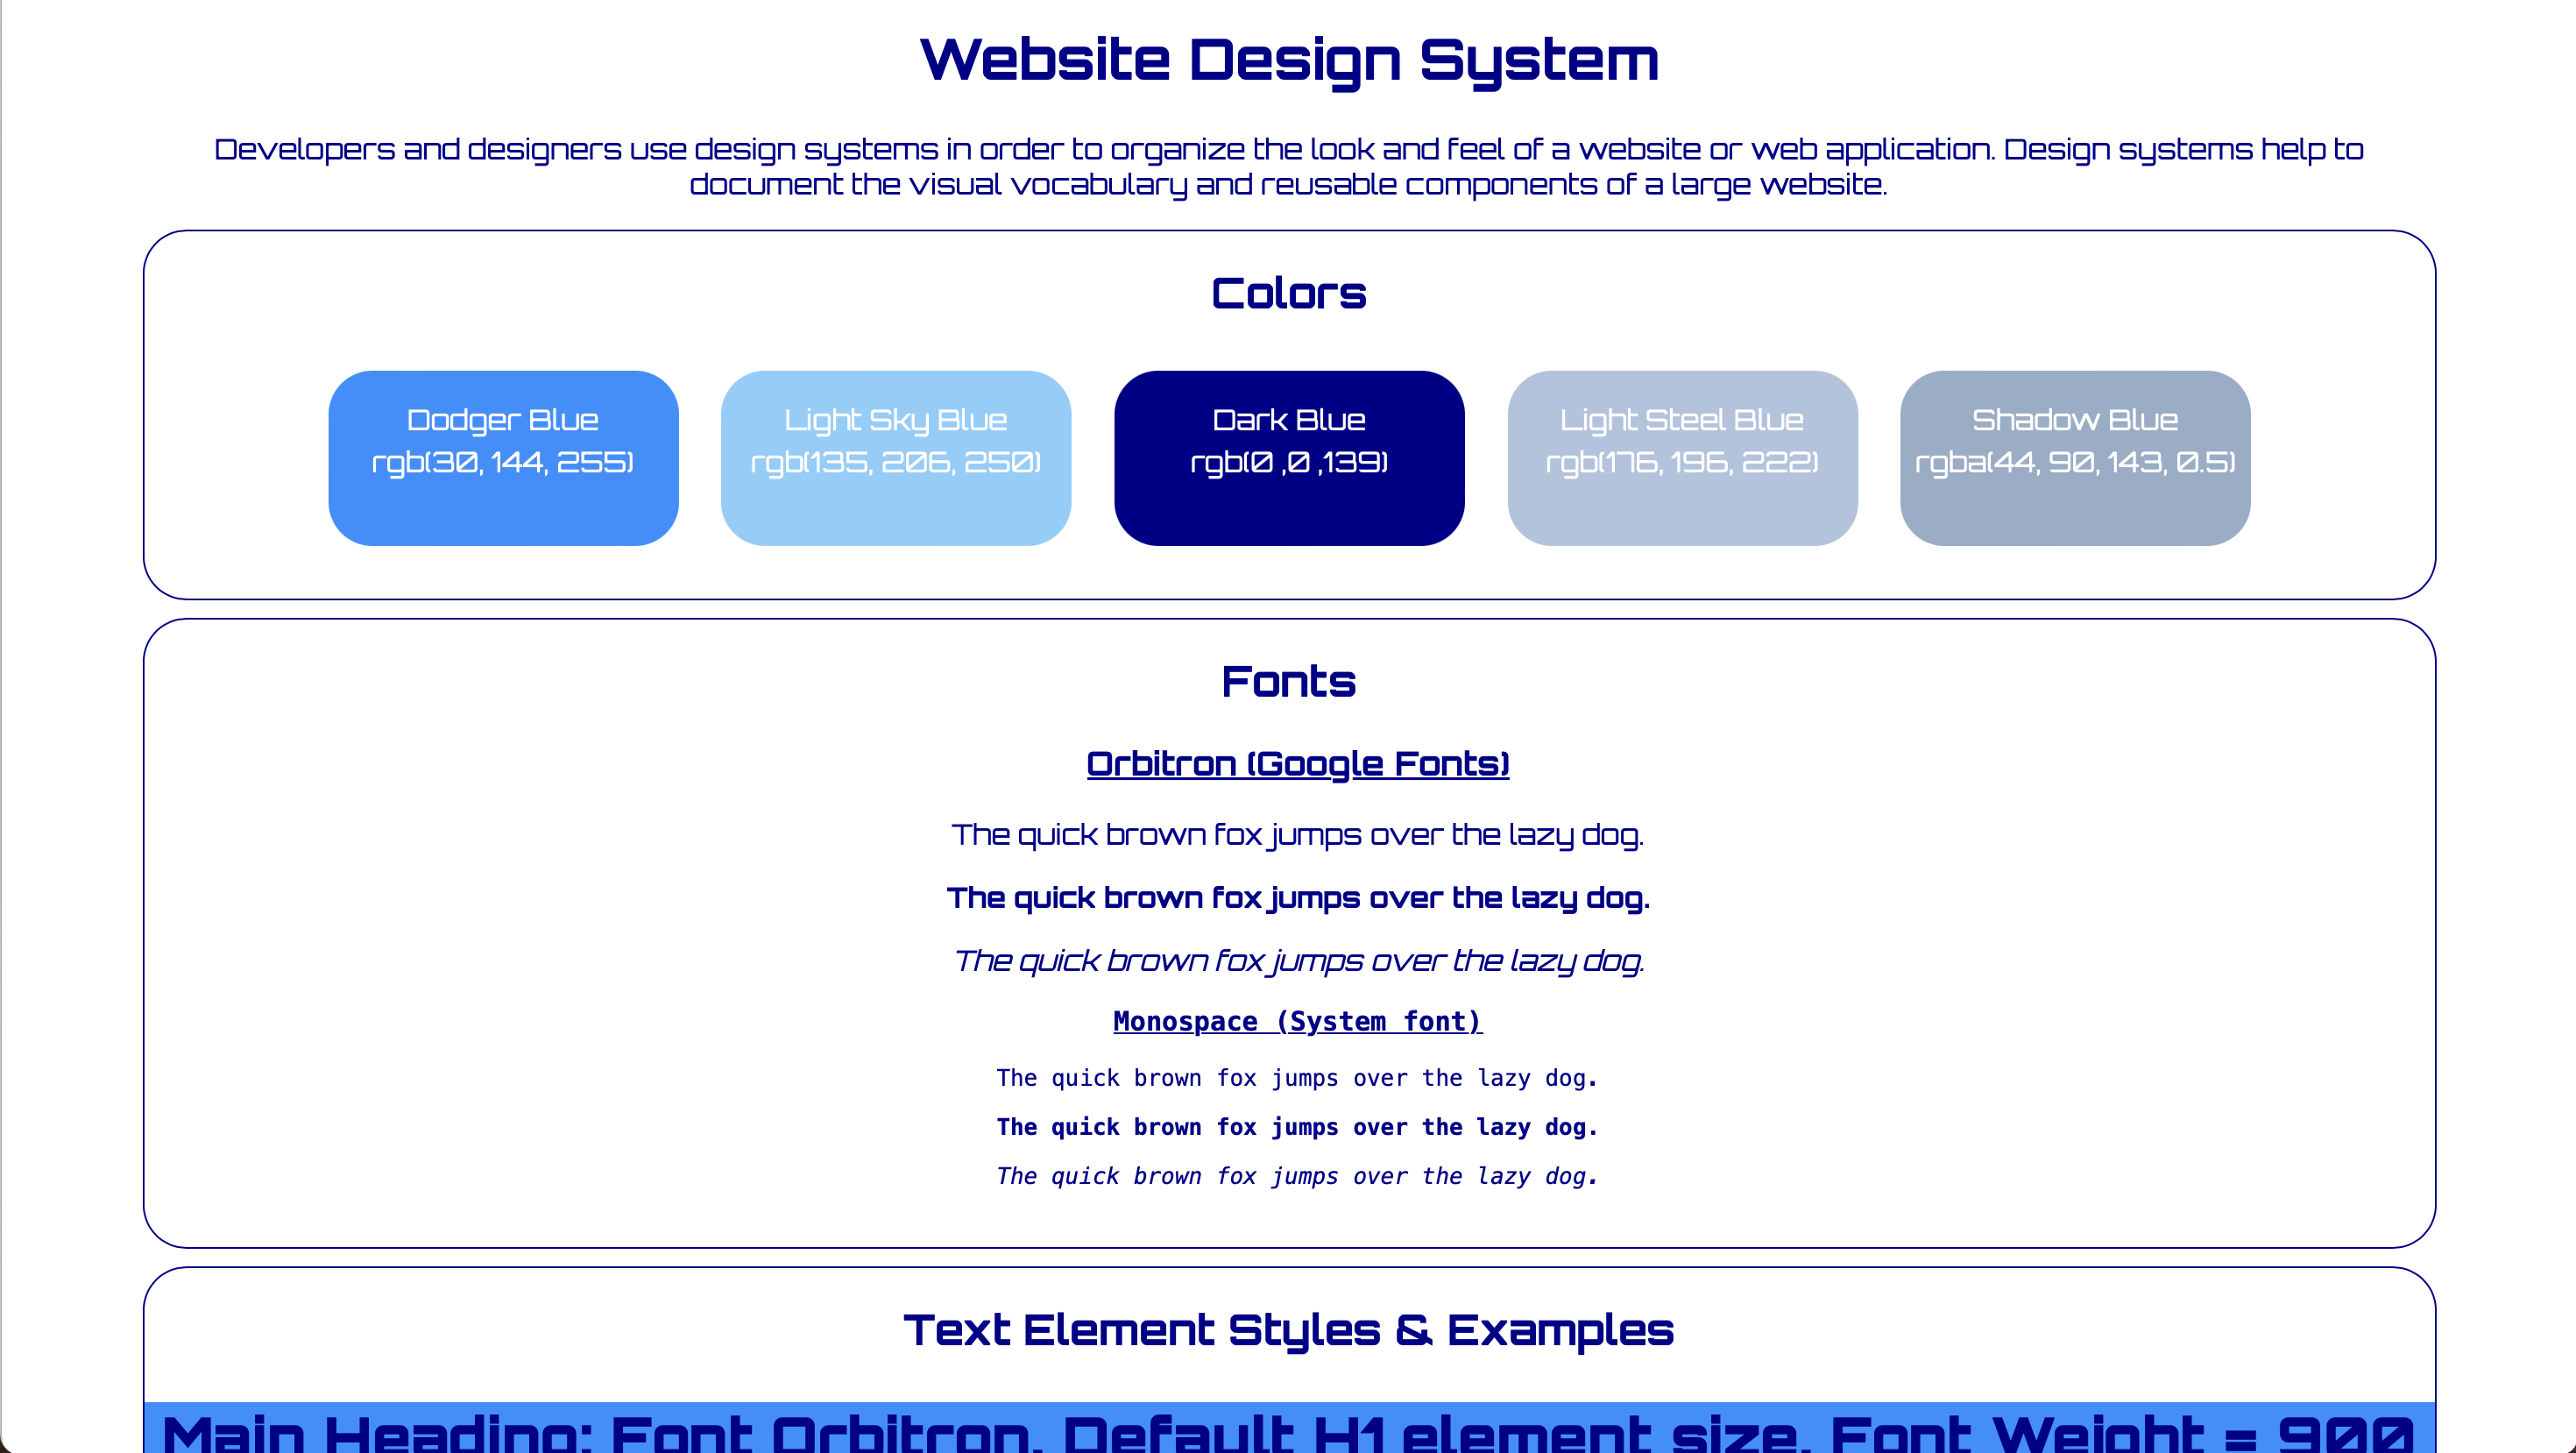 Website Design System
Developers and designers use design systems in order to organize the look and feel of a website or web application. Design systems help to
document the visual vocabulary and reusable components of a large website.
Colors
Dodger Blue
rgb(30, 144, 255)
Light Sky Blue
rgb(135, 206, 250)
Dark Blue
rgb(0 ,0 ,139)
Light Steel Blue
rgb(176, 196, 222)
Shadow Blue
rgba(44, 90, 143, 0.5)
Fonts
Orbitron (Google Fonts)
The quick brown fox jumps over the lazy dog.
The quick brown fox jumps over the lazy dog.
The quick brown fox jumps over the lazy dog.
Monospace (System font)
The quick brown fox jumps over the lazy dog.
The quick brown fox jumps over the lazy dog.
The quick brown fox jumps over the lazy dog.
Text Element Styles & Examples
Main Heading: Font Orbitron, Default H1 element size, Font Weight = 900